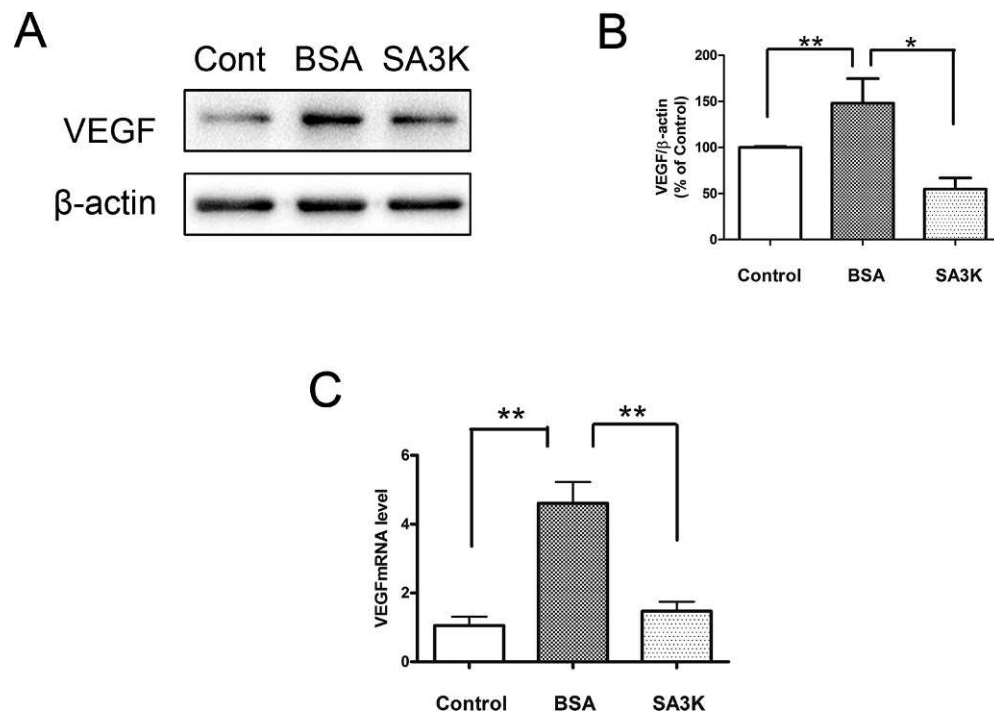 A
Cont BSA SA3K
VEGF
β-actin
B
** *
200
150
100
50
0
VEGF/β-actin
(% of Control)
Control BSA SA3K
C
** **
6
4
2
0
VEGFmRNA level
Control BSA SA3K